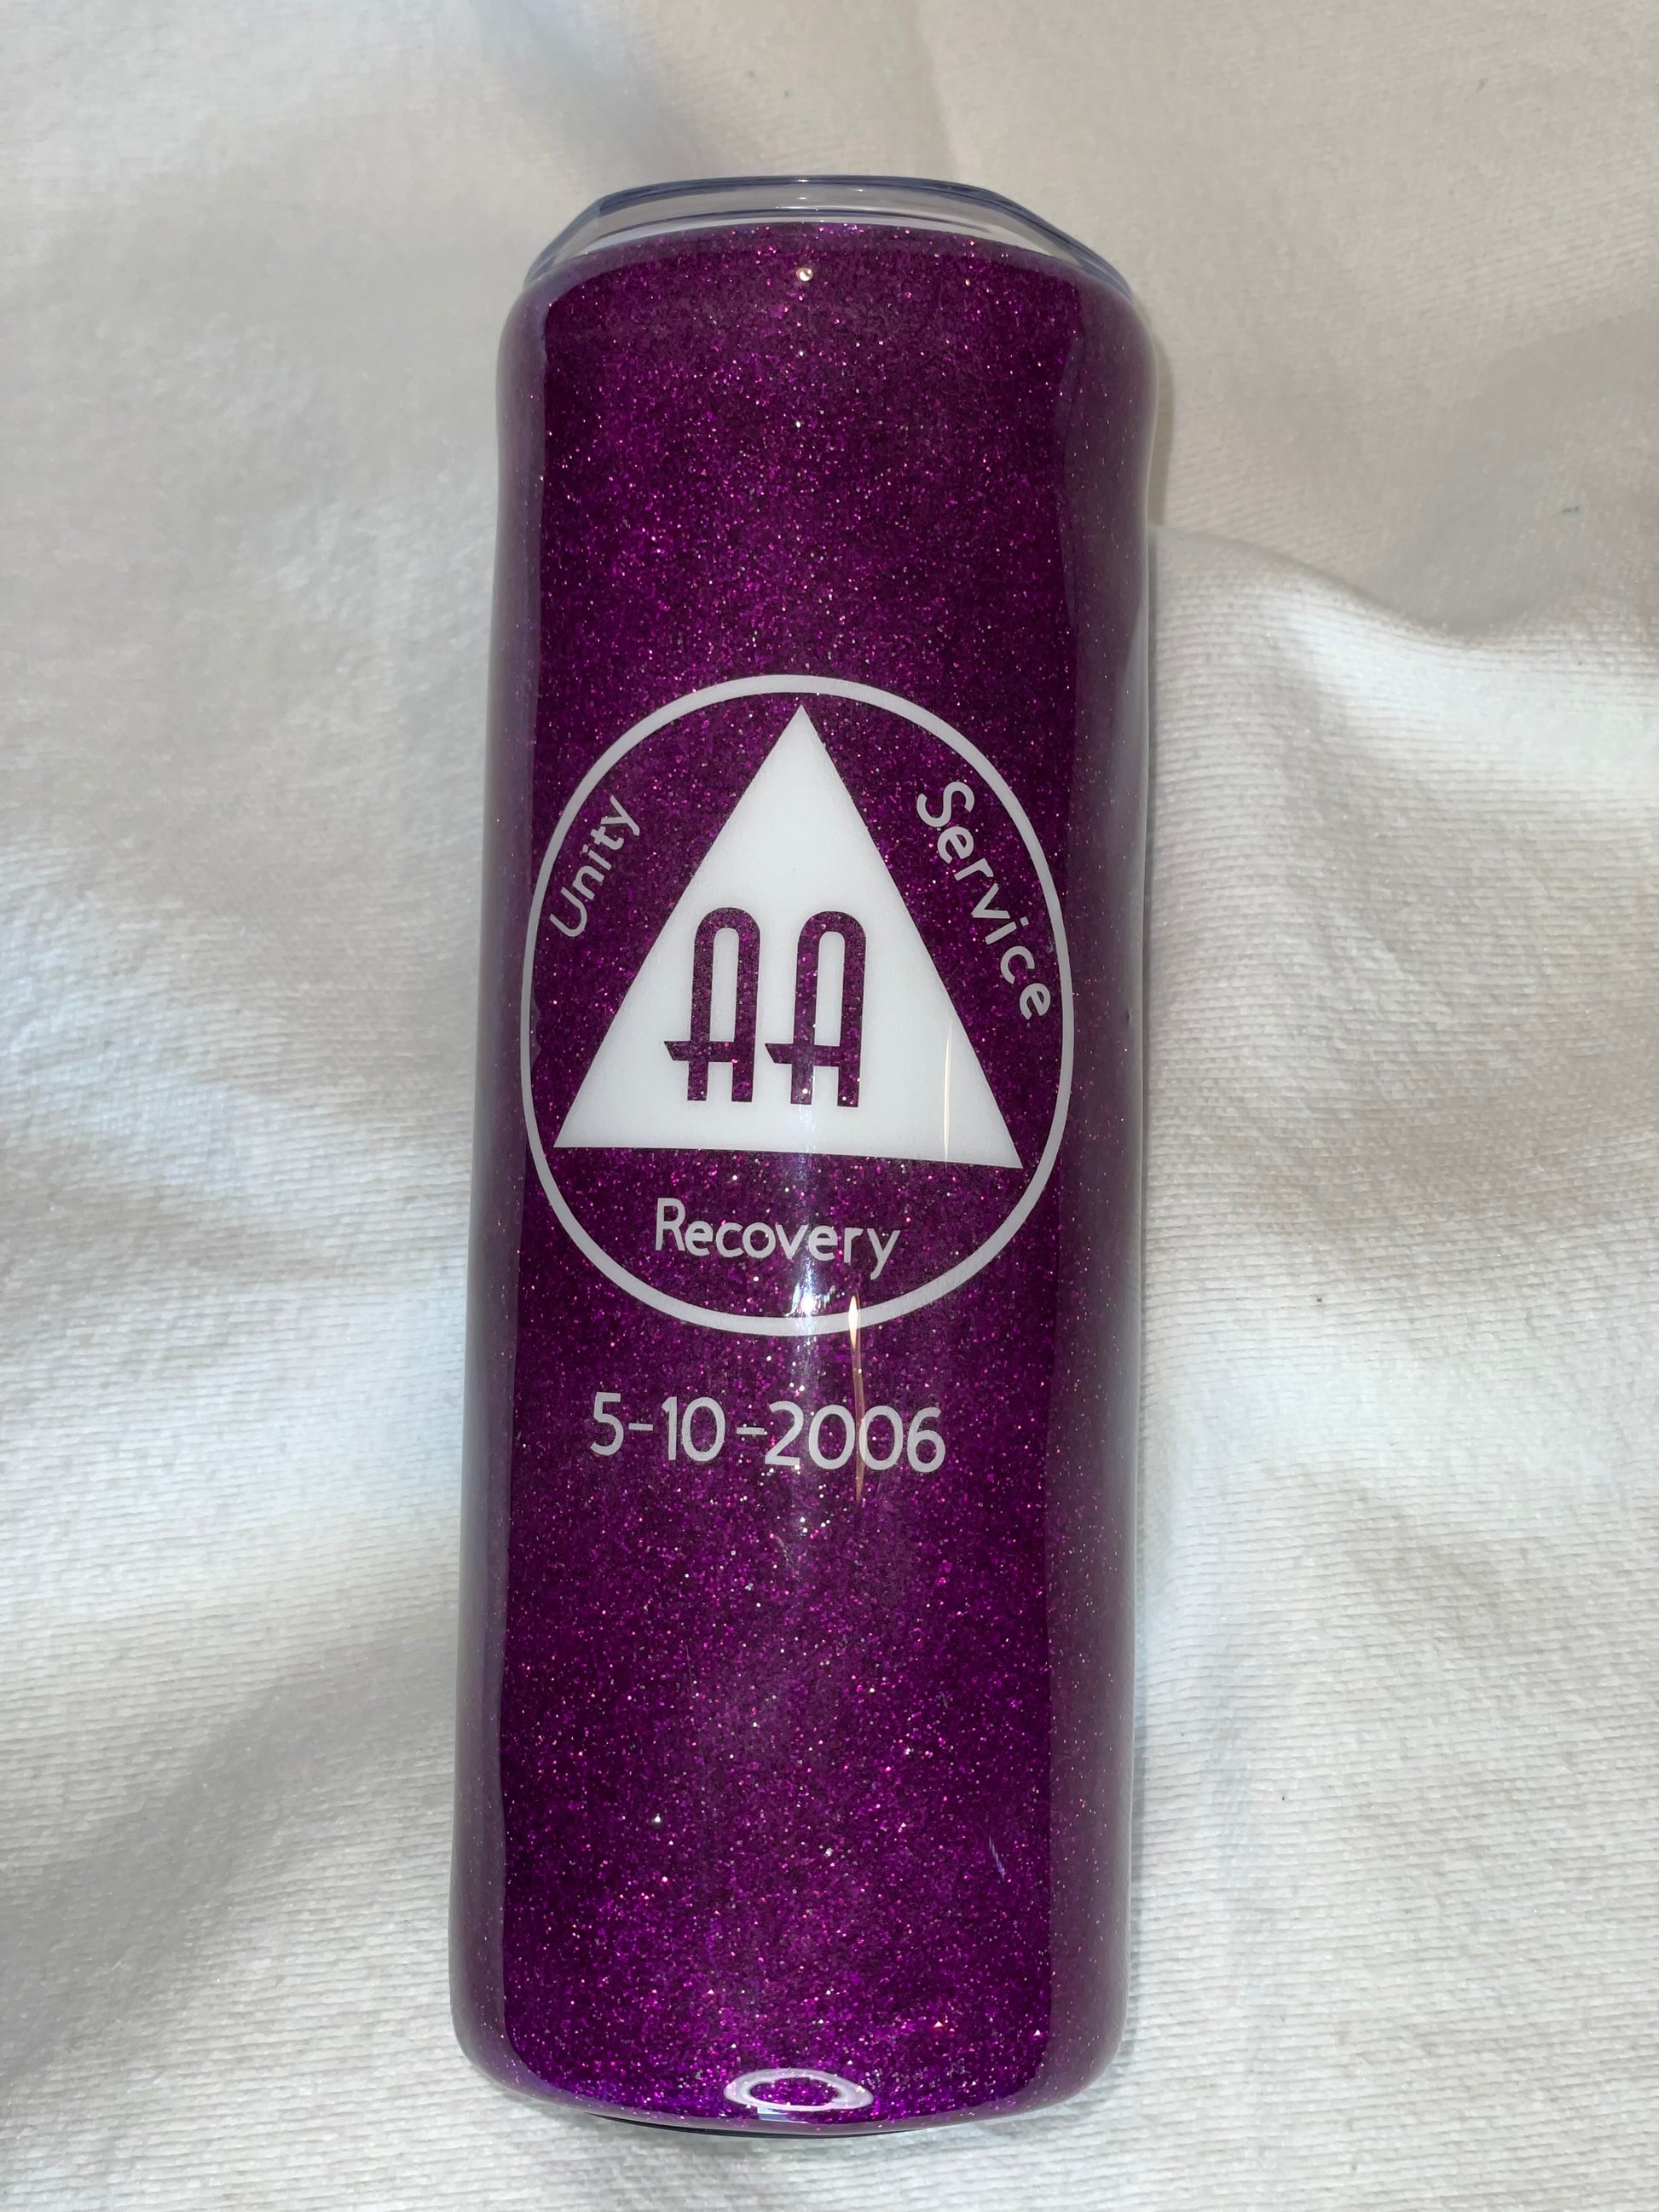 Unity
Service
AA
Recovery
5-10-2006